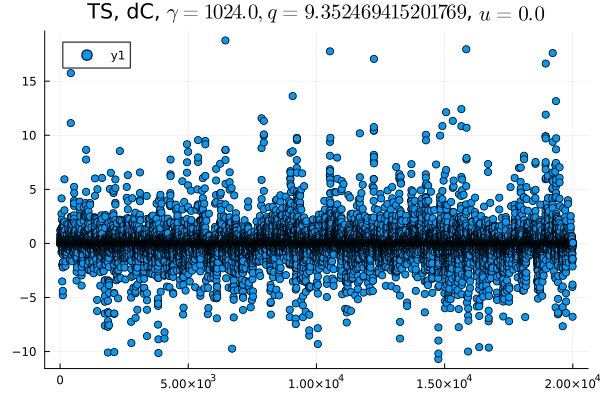 TS, dC, γ = 1024.0, q = 9.352469415201769, u = 0.0
y1
15
10
5
0
−5
−10
0 5.00×10³ 1.00×10⁴ 1.50×10⁴ 2.00×10⁴